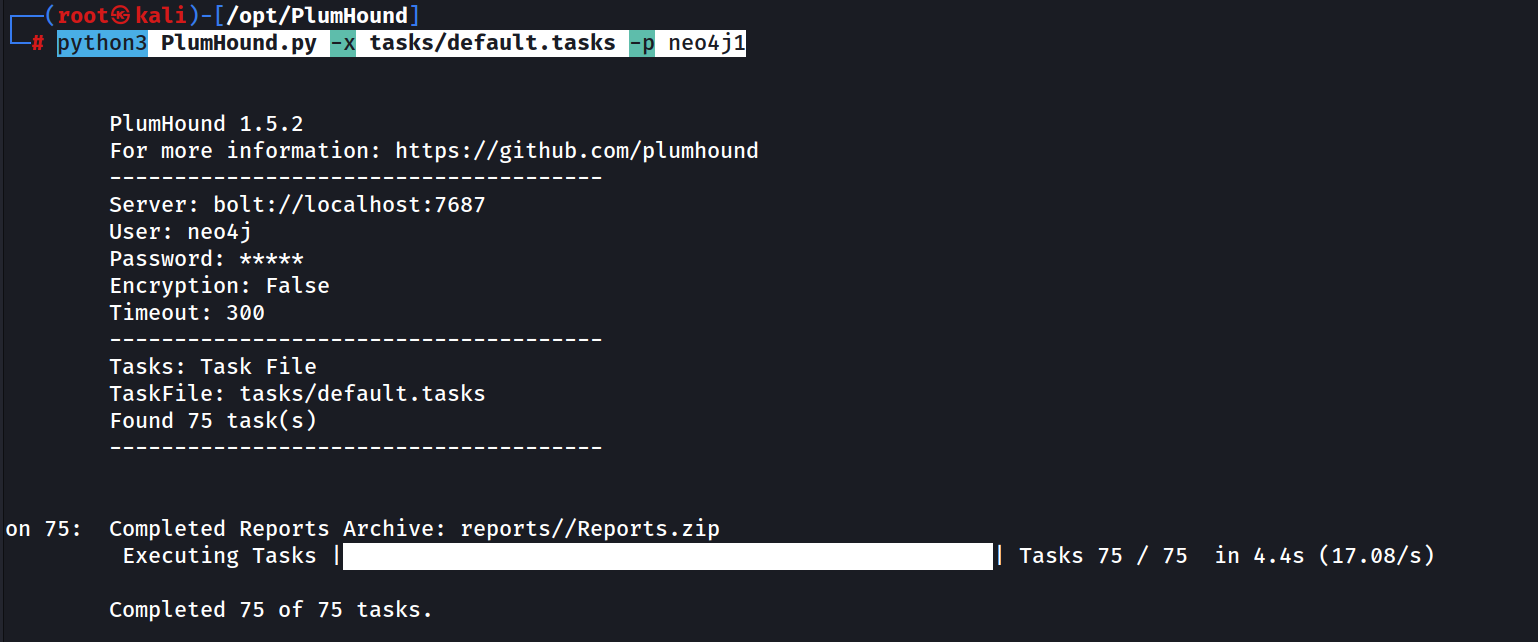 (root㉿kali)-[/opt/PlumHound]
# python3 PlumHound.py -x tasks/default.tasks -p neo4j1
PlumHound 1.5.2
For more information: https://github.com/plumhound
--------------------------------------
Server: bolt://localhost:7687
User: neo4j
Password: *****
Encryption: False
Timeout: 300
--------------------------------------
Tasks: Task File
TaskFile: tasks/default.tasks
Found 75 task(s)
--------------------------------------
on 75: Completed Reports Archive: reports//Reports.zip
Executing Tasks | | Tasks 75 / 75 in 4.4s (17.08/s)
Completed 75 of 75 tasks.